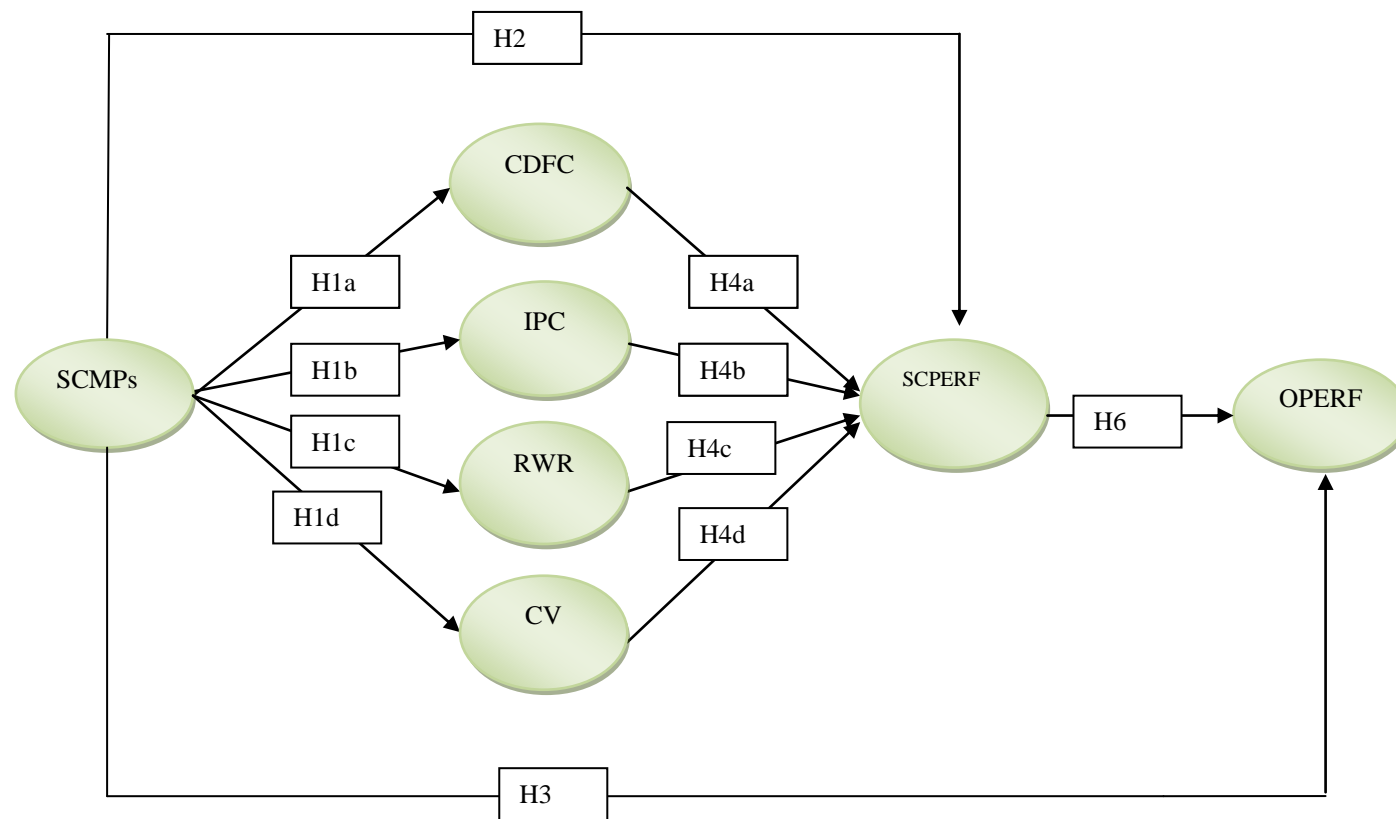 H2
CDFC
H1a
H4a
IPC
H1b
H4b
SCMPs
SCPERF
OPERF
H6
H1c
H4c
RWR
H1d
H4d
CV
H3